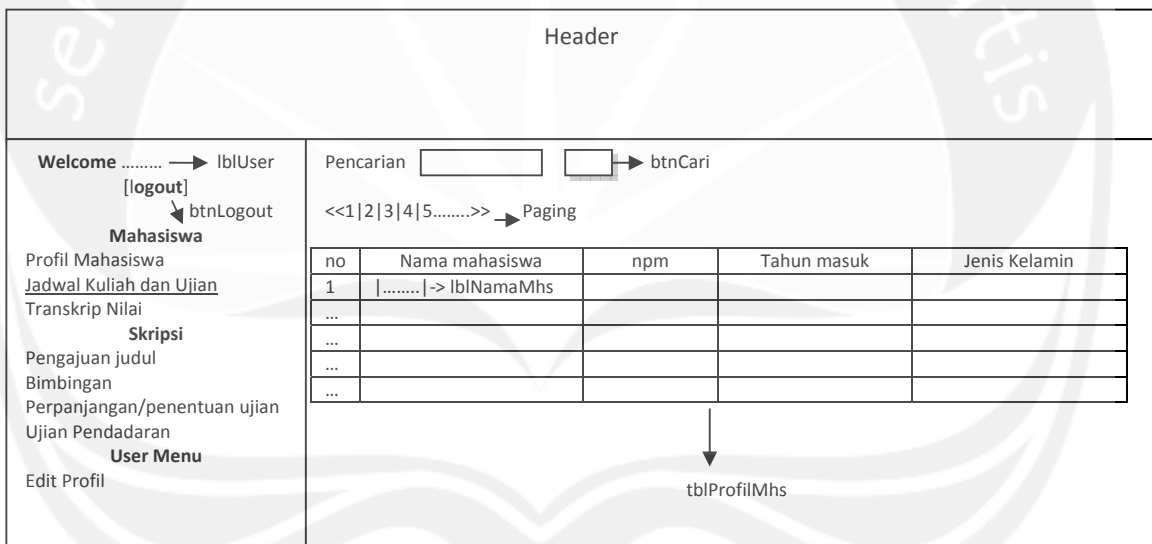 Header
Welcome ......... lblUser
[logout]
btnLogout
Mahasiswa
Profil Mahasiswa
Jadwal Kuliah dan Ujian
Transkrip Nilai
Skripsi
Pengajuan judul
Bimbingan
Perpanjangan/penentuan ujian
Ujian Pendadaran
User Menu
Edit Profil
Pencarian btnCari
<<1|2|3|4|5........>> Paging
no Nama mahasiswa npm Tahun masuk Jenis Kelamin
1 |........|-> lblNamaMhs
...
...
...
...
tblProfilMhs